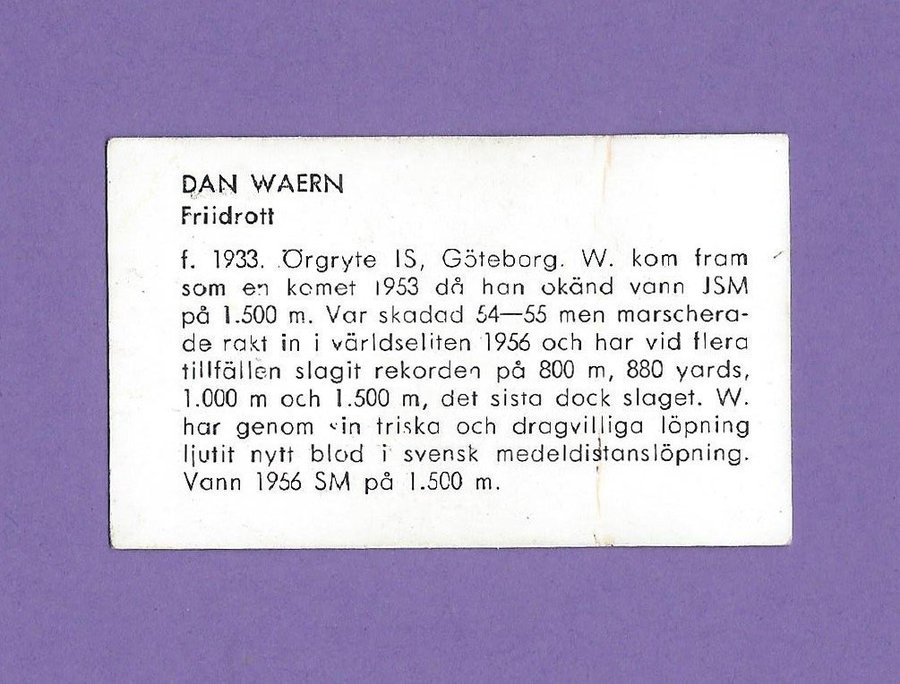 DAN WAERN
Friidrott
f. 1933. Örgryte IS, Göteborg. W. kom fram
som en komet 1953 då han okänd vann JSM
på 1.500 m. Var skadad 54—55 men marschera-
de rakt in i världseliten 1956 och har vid flera
tillfällen slagit rekorden på 800 m, 880 yards,
1.000 m och 1.500 m, det sista dock slaget. W.
har genom sin friska och dragvilliga löpning
ljutit nytt blod i svensk medeldistanslöpning.
Vann 1956 SM på 1.500 m.